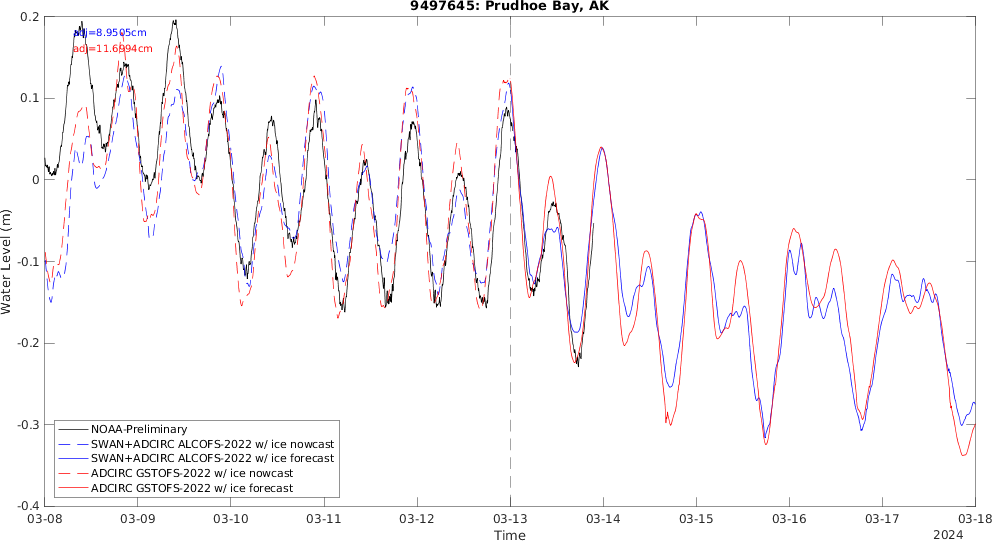 9497645: Prudhoe Bay, AK
adj=8.9505cm
adj=11.6994cm
Water Level (m)
0.2
0.1
0
-0.1
-0.2
-0.3
-0.4
NOAA-Preliminary
SWAN+ADCIRC ALCOFS-2022 w/ ice nowcast
SWAN+ADCIRC ALCOFS-2022 w/ ice forecast
ADCIRC GSTOFS-2022 w/ ice nowcast
ADCIRC GSTOFS-2022 w/ ice forecast
03-08 03-09 03-10 03-11 03-12 03-13 03-14 03-15 03-16 03-17 03-18
Time
2024